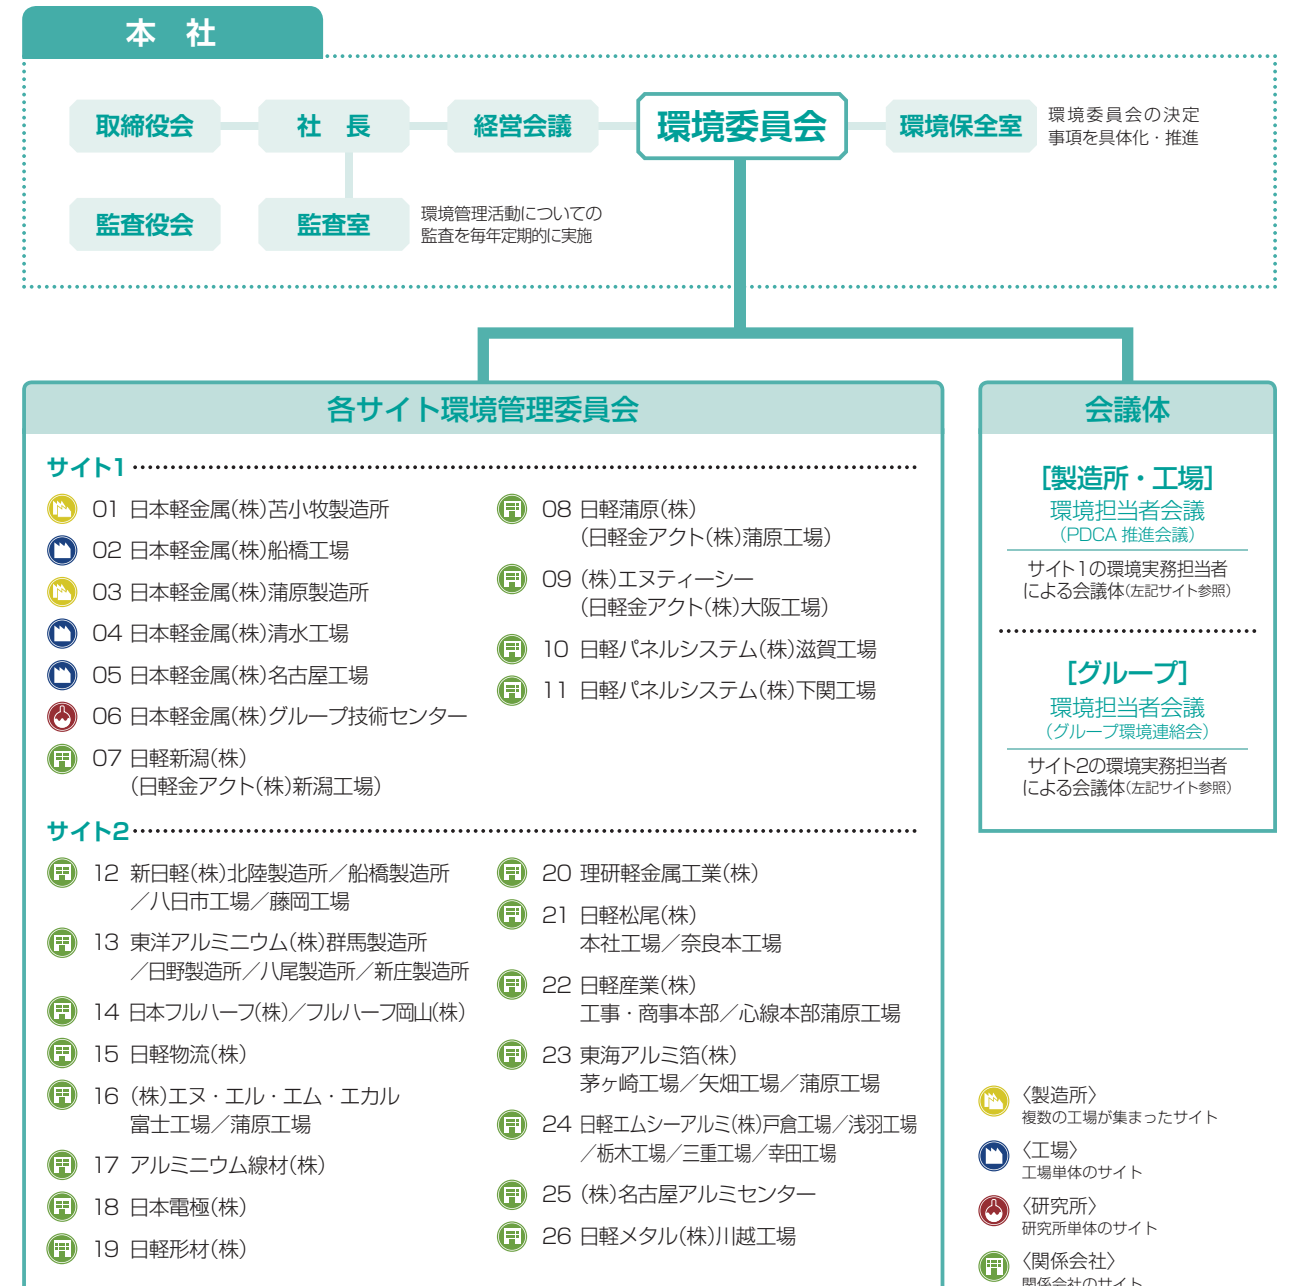 本 社
取締役会
社 長
経営会議
環境委員会
環境保全室
環境委員会の決定
事項を具体化・推進
監査役会
監査室
環境管理活動についての
監査を毎年定期的に実施
各サイト環境管理委員会
サイト1
01 日本軽金属(株)苫小牧製造所
02 日本軽金属(株)船橋工場
03 日本軽金属(株)蒲原製造所
04 日本軽金属(株)清水工場
05 日本軽金属(株)名古屋工場
06 日本軽金属(株)グループ技術センター
07 日軽新潟(株)
(日軽金アクト(株)新潟工場)
08 日軽蒲原(株)
(日軽金アクト(株)蒲原工場)
09 (株)エヌティーシー
(日軽金アクト(株)大阪工場)
10 日軽パネルシステム(株)滋賀工場
11 日軽パネルシステム(株)下関工場
サイト2
12 新日軽(株)北陸製造所／船橋製造所
／八日市工場／藤岡工場
13 東洋アルミニウム(株)群馬製造所
／日野製造所／八尾製造所／新庄製造所
14 日本フルハーフ(株)／フルハーフ岡山(株)
15 日軽物流(株)
16 (株)エヌ・エル・エム・エカル
富士工場／蒲原工場
17 アルミニウム線材(株)
18 日本電極(株)
19 日軽形材(株)
20 理研軽金属工業(株)
21 日軽松尾(株)
本社工場／奈良本工場
22 日軽産業(株)
工事・商事本部／心線本部蒲原工場
23 東海アルミ箔(株)
茅ヶ崎工場／矢畑工場／蒲原工場
24 日軽エムシーアルミ(株)戸倉工場／浅羽工場
／栃木工場／三重工場／幸田工場
25 (株)名古屋アルミセンター
26 日軽メタル(株)川越工場
会議体
[製造所・工場]
環境担当者会議
(PDCA 推進会議)
サイト1の環境実務担当者
による会議体(左記サイト参照)
[グループ]
環境担当者会議
(グループ環境連絡会)
サイト2の環境実務担当者
による会議体(左記サイト参照)
〈製造所〉
複数の工場が集まったサイト
〈工場〉
工場単体のサイト
〈研究所〉
研究所単体のサイト
〈関係会社〉
関係会社のサイト